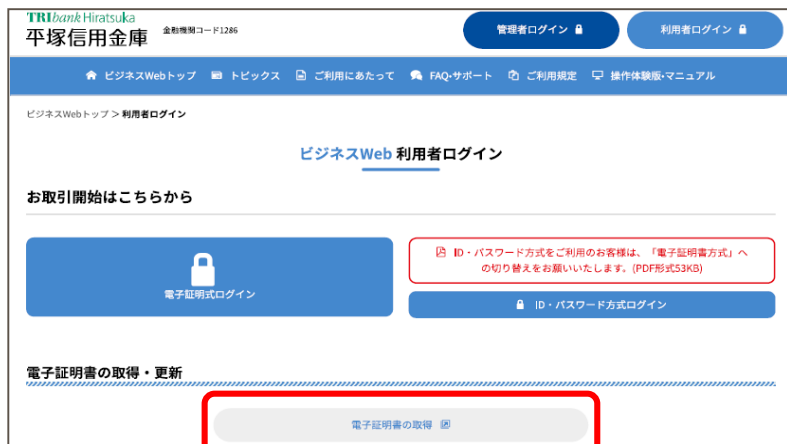 TRIbank Hiratsuka
平塚信用金庫 金融機関コード1286
管理者ログイン
利用者ログイン
ビジネスWebトップ トピックス ご利用にあたって FAQ・サポート ご利用規定 操作体験版・マニュアル
ビジネスWebトップ > 利用者ログイン
ビジネスWeb 利用者ログイン
お取引開始はこちらから
電子証明式ログイン
ID・パスワード方式をご利用のお客様は、「電子証明書方式」へ
の切り替えをお願いいたします。(PDF形式53KB)
ID・パスワード方式ログイン
電子証明書の取得・更新
電子証明書の取得